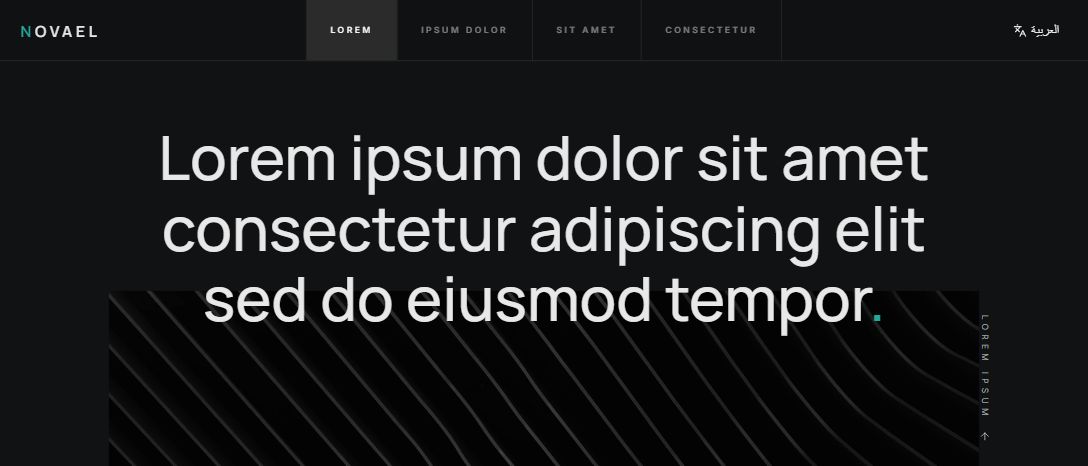 NOVAEL
LOREM
IPSUM DOLOR
SIT AMET
CONSECTETUR
العربية
Lorem ipsum dolor sit amet
consectetur adipiscing elit
sed do eiusmod tempor.
LOREM IPSUM